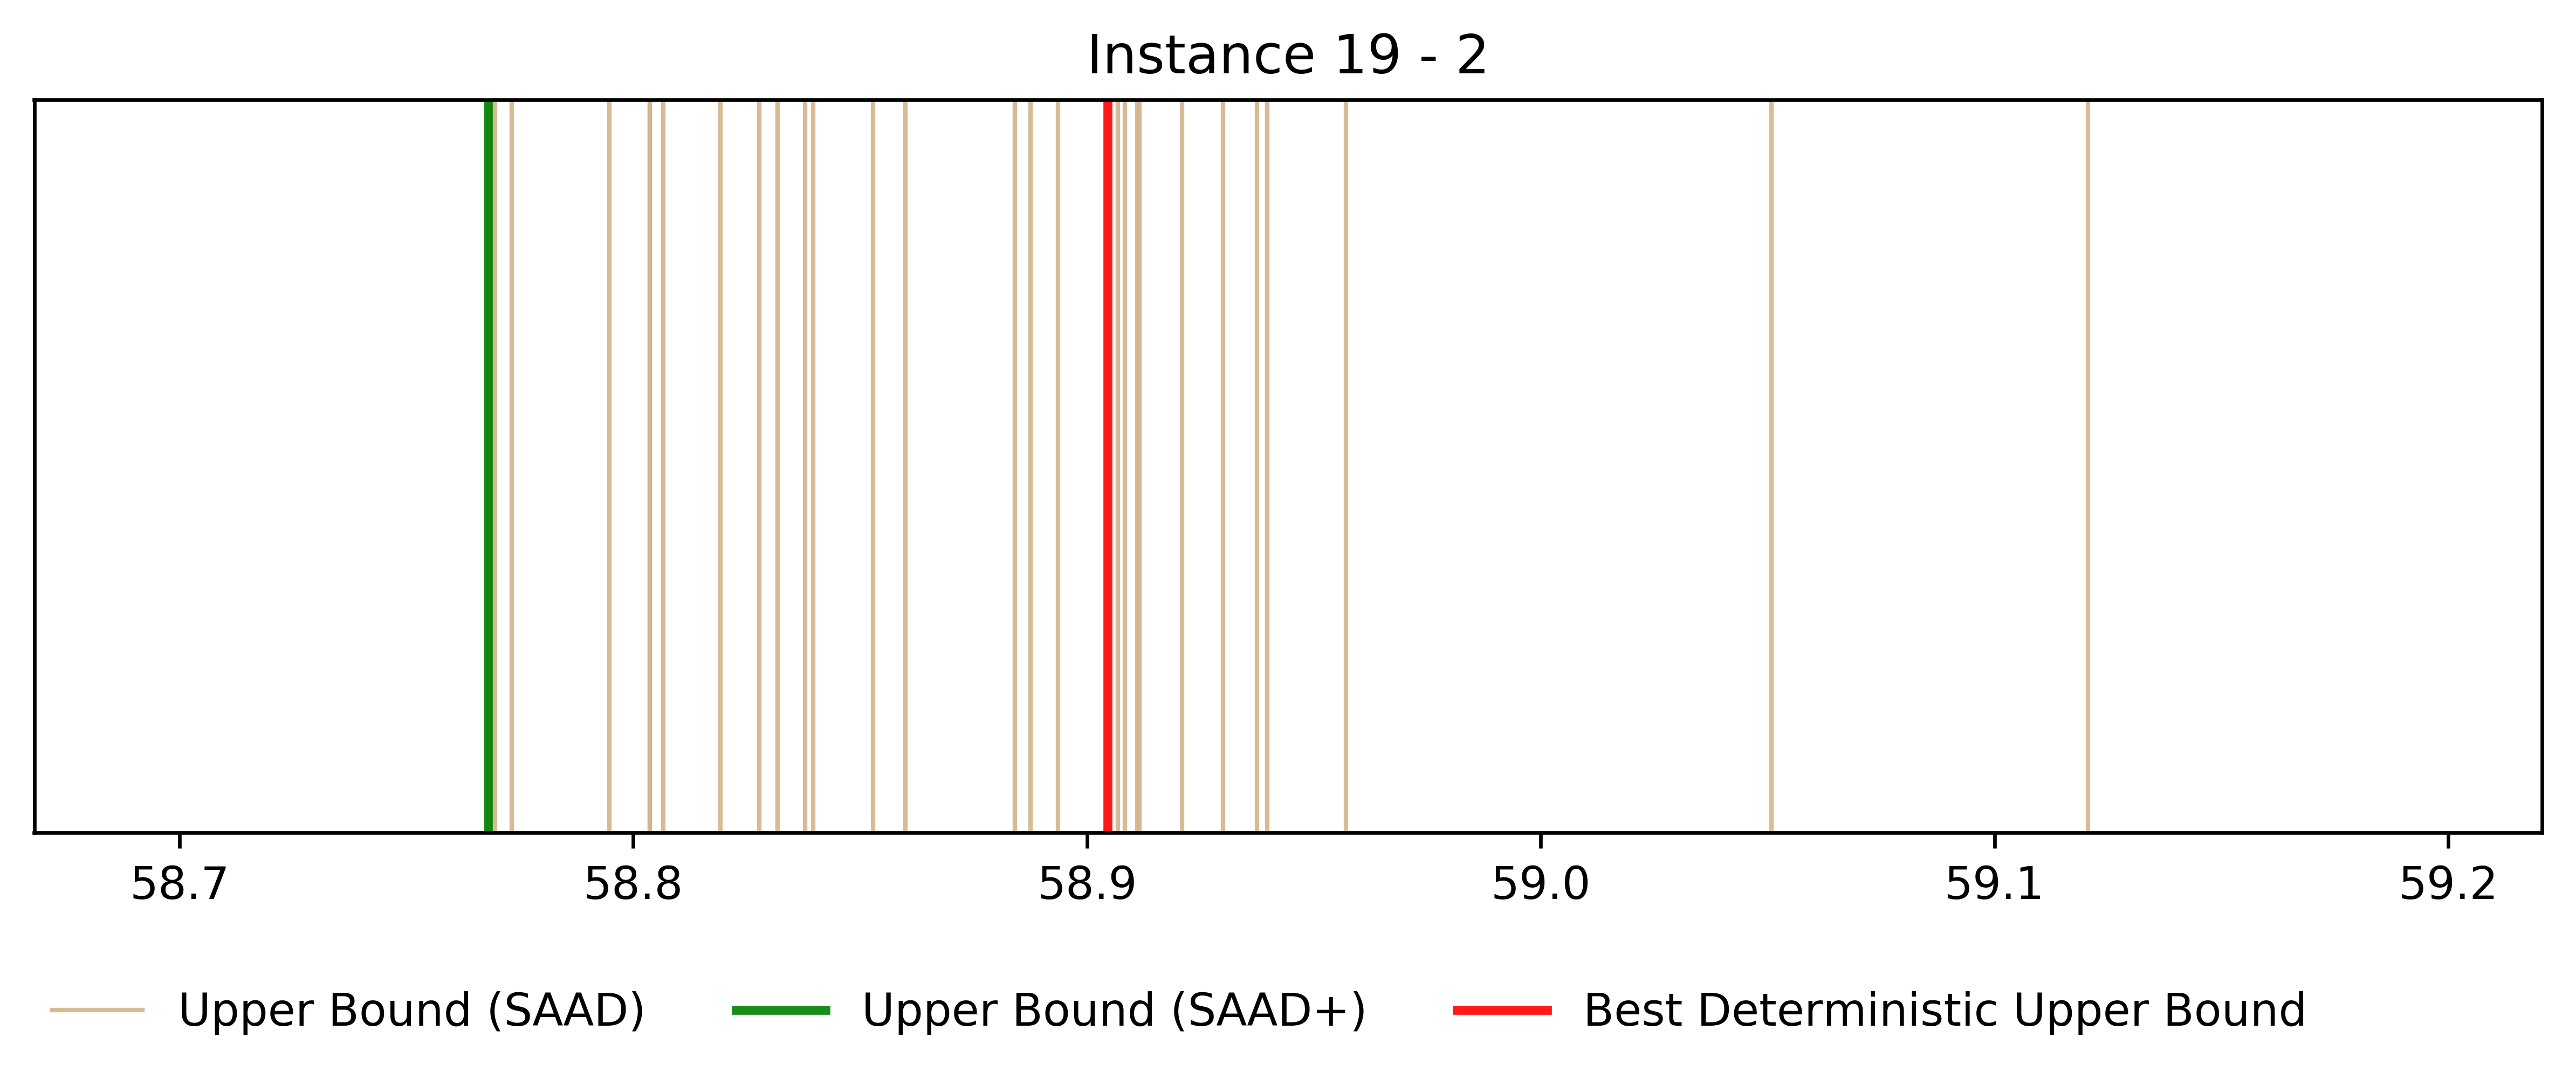 Instance 19 - 2
58.7 58.8 58.9 59.0 59.1 59.2
Upper Bound (SAAD) Upper Bound (SAAD+) Best Deterministic Upper Bound